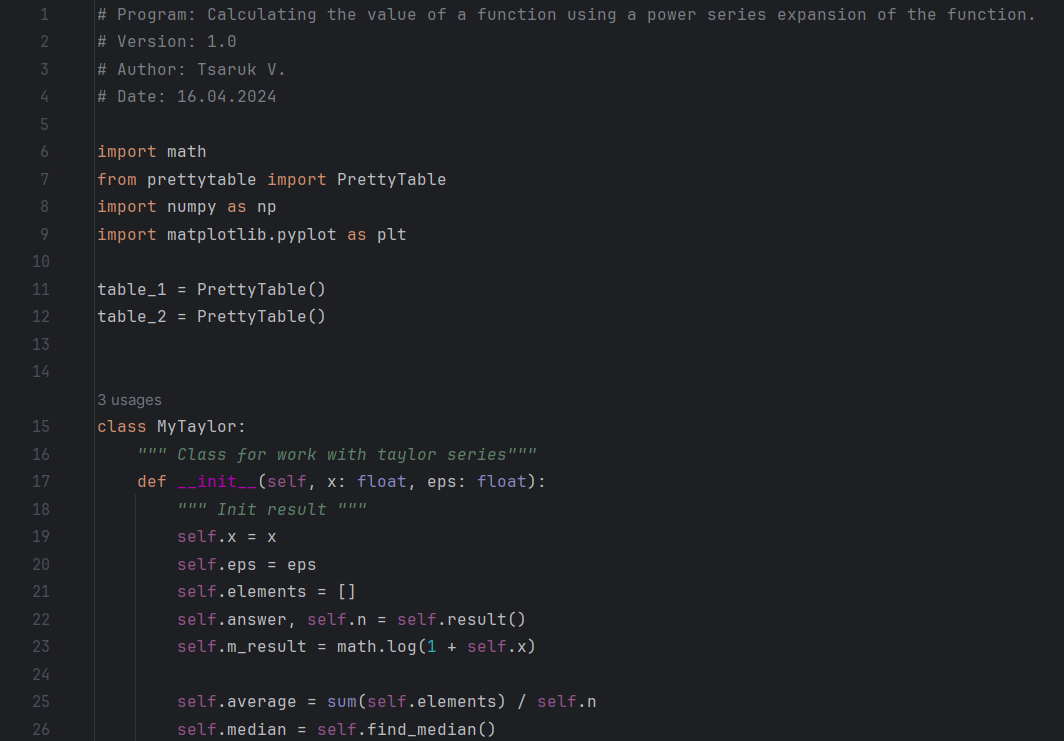 1 # Program: Calculating the value of a function using a power series expansion of the function.
2 # Version: 1.0
3 # Author: Tsaruk V.
4 # Date: 16.04.2024
5
6 import math
7 from prettytable import PrettyTable
8 import numpy as np
9 import matplotlib.pyplot as plt
10
11 table_1 = PrettyTable()
12 table_2 = PrettyTable()
13
14
3 usages
15 class MyTaylor:
16     """ Class for work with taylor series"""
17     def __init__(self, x: float, eps: float):
18         """ Init result """
19         self.x = x
20         self.eps = eps
21         self.elements = []
22         self.answer, self.n = self.result()
23         self.m_result = math.log(1 + self.x)
24
25         self.average = sum(self.elements) / self.n
26         self.median = self.find_median()